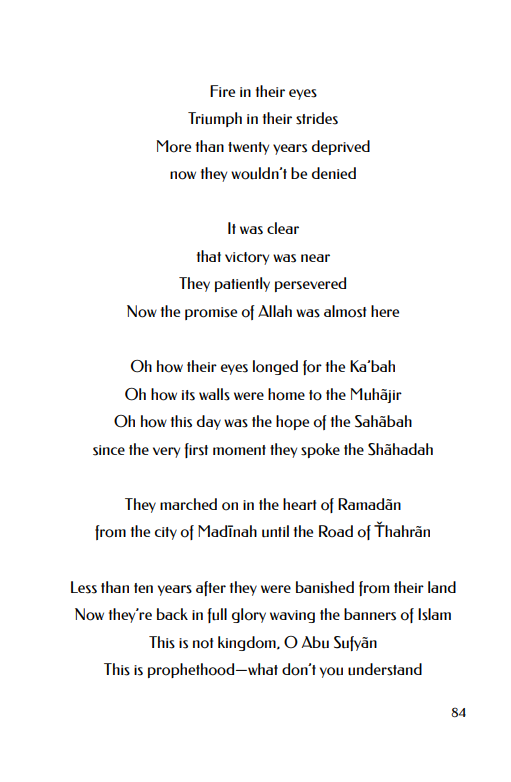 Fire in their eyes
Triumph in their strides
More than twenty years deprived
now they wouldn't be denied
It was clear
that victory was near
They patiently persevered
Now the promise of Allah was almost here
Oh how their eyes longed for the Ka'bah
Oh how its walls were home to the Muhãjir
Oh how this day was the hope of the Sahãbah
since the very first moment they spoke the Shãhadah
They marched on in the heart of Ramadãn
from the city of Madīnah until the Road of Ťhahrãn
Less than ten years after they were banished from their land
Now they're back in full glory waving the banners of Islam
This is not kingdom, O Abu Sufyãn
This is prophethood—what don't you understand
84